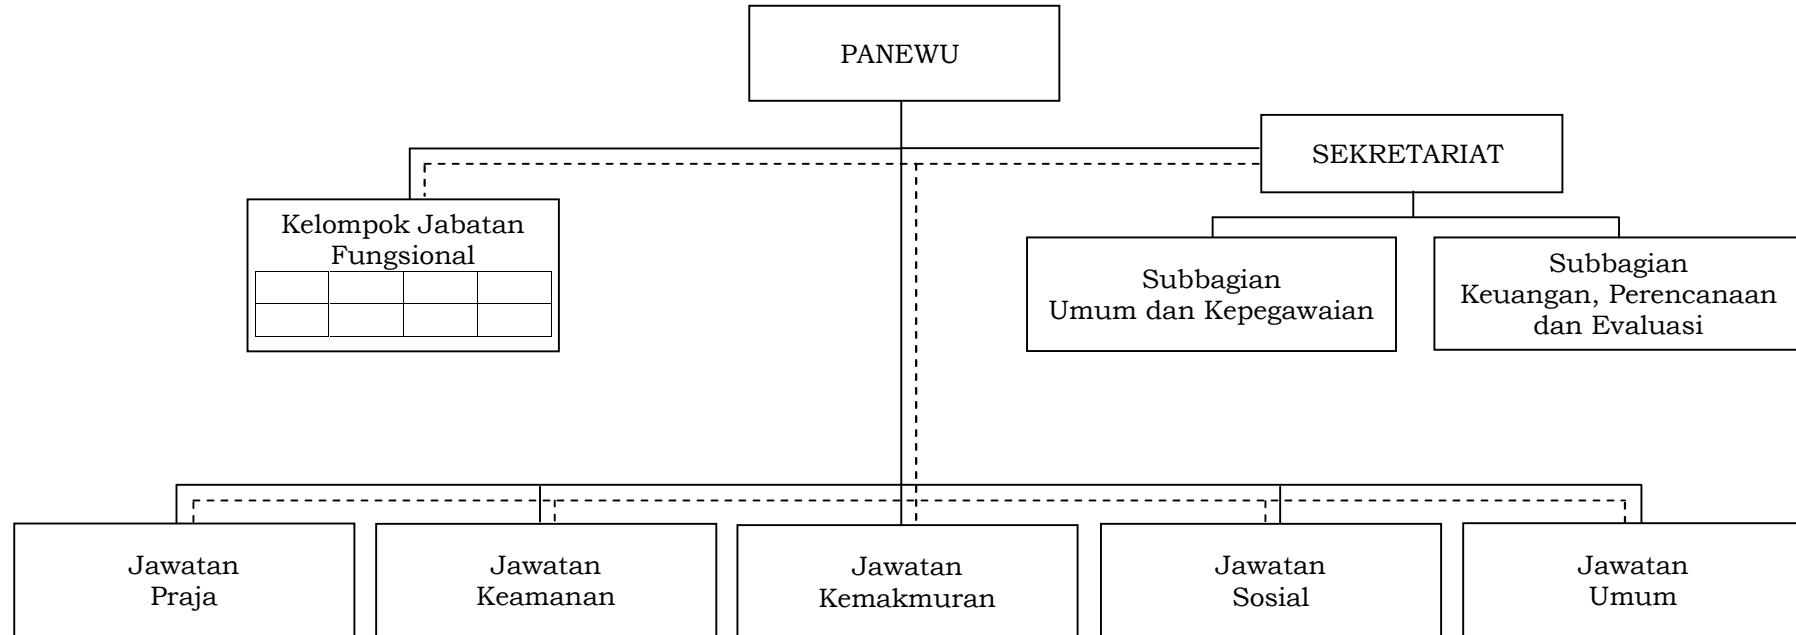 PANEWU
SEKRETARIAT
Kelompok Jabatan
Fungsional
Subbagian
Umum dan Kepegawaian
Subbagian
Keuangan, Perencanaan
dan Evaluasi
Jawatan
Praja
Jawatan
Keamanan
Jawatan
Kemakmuran
Jawatan
Sosial
Jawatan
Umum